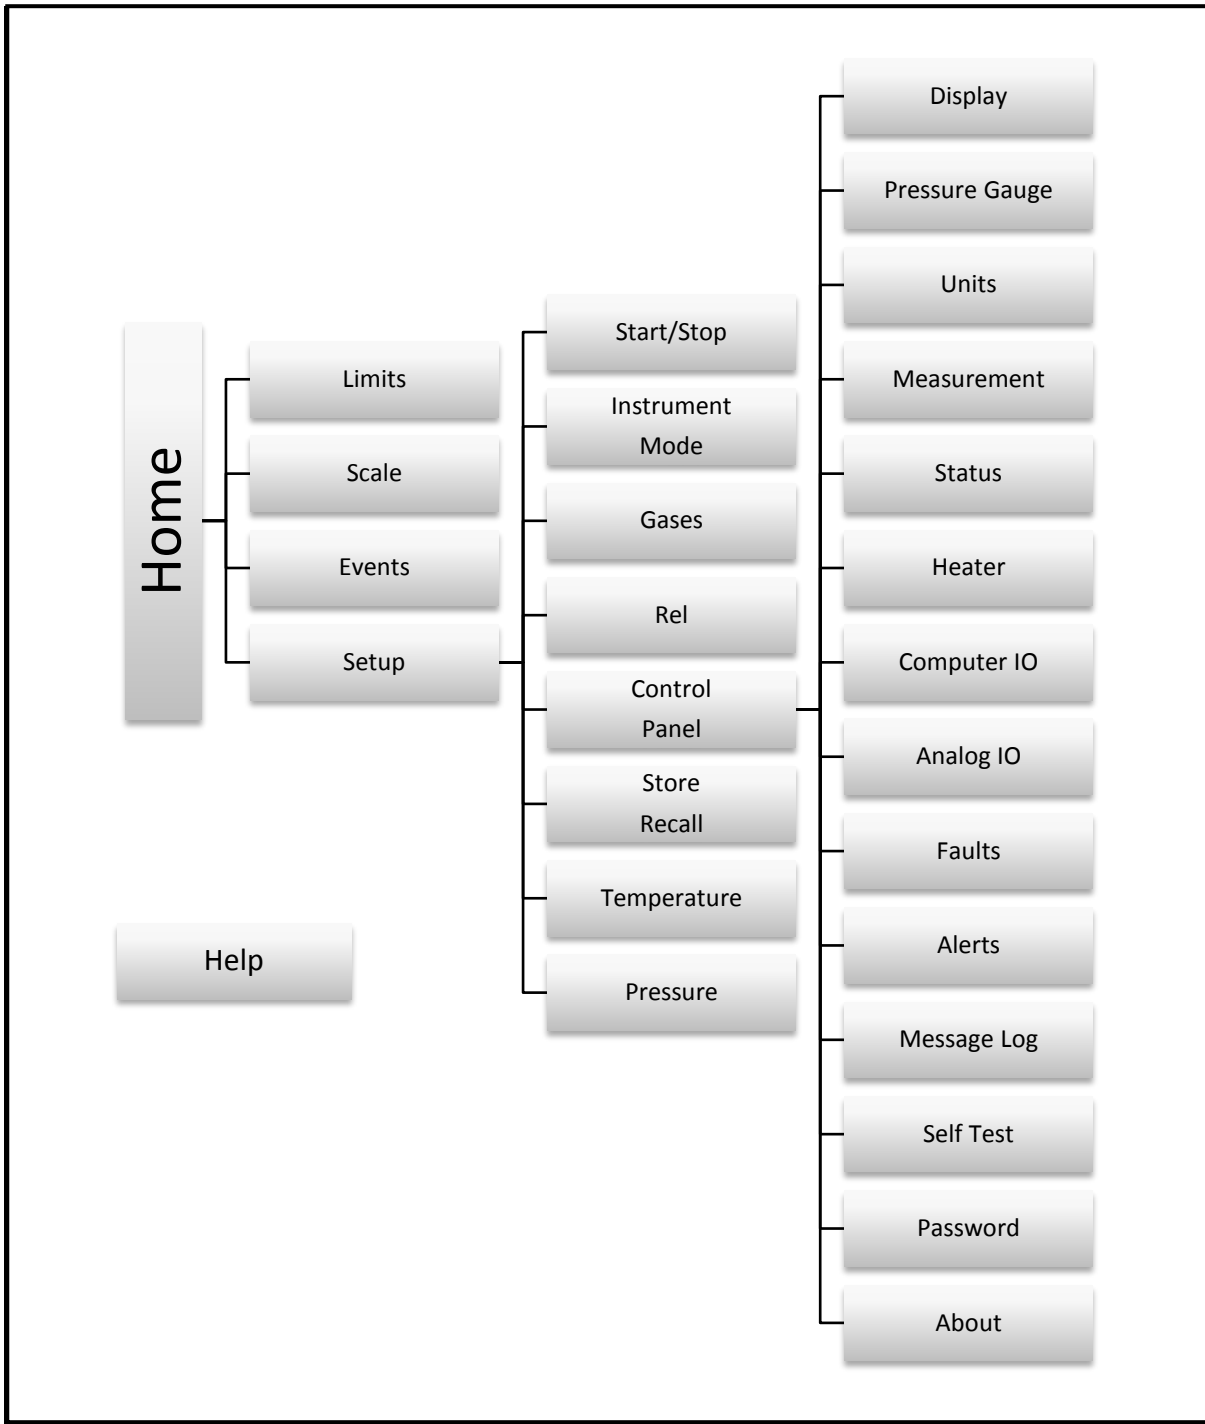 Home
Limits
Scale
Events
Setup
Help
Start/Stop
Instrument
Mode
Gases
Rel
Control
Panel
Store
Recall
Temperature
Pressure
Display
Pressure Gauge
Units
Measurement
Status
Heater
Computer IO
Analog IO
Faults
Alerts
Message Log
Self Test
Password
About